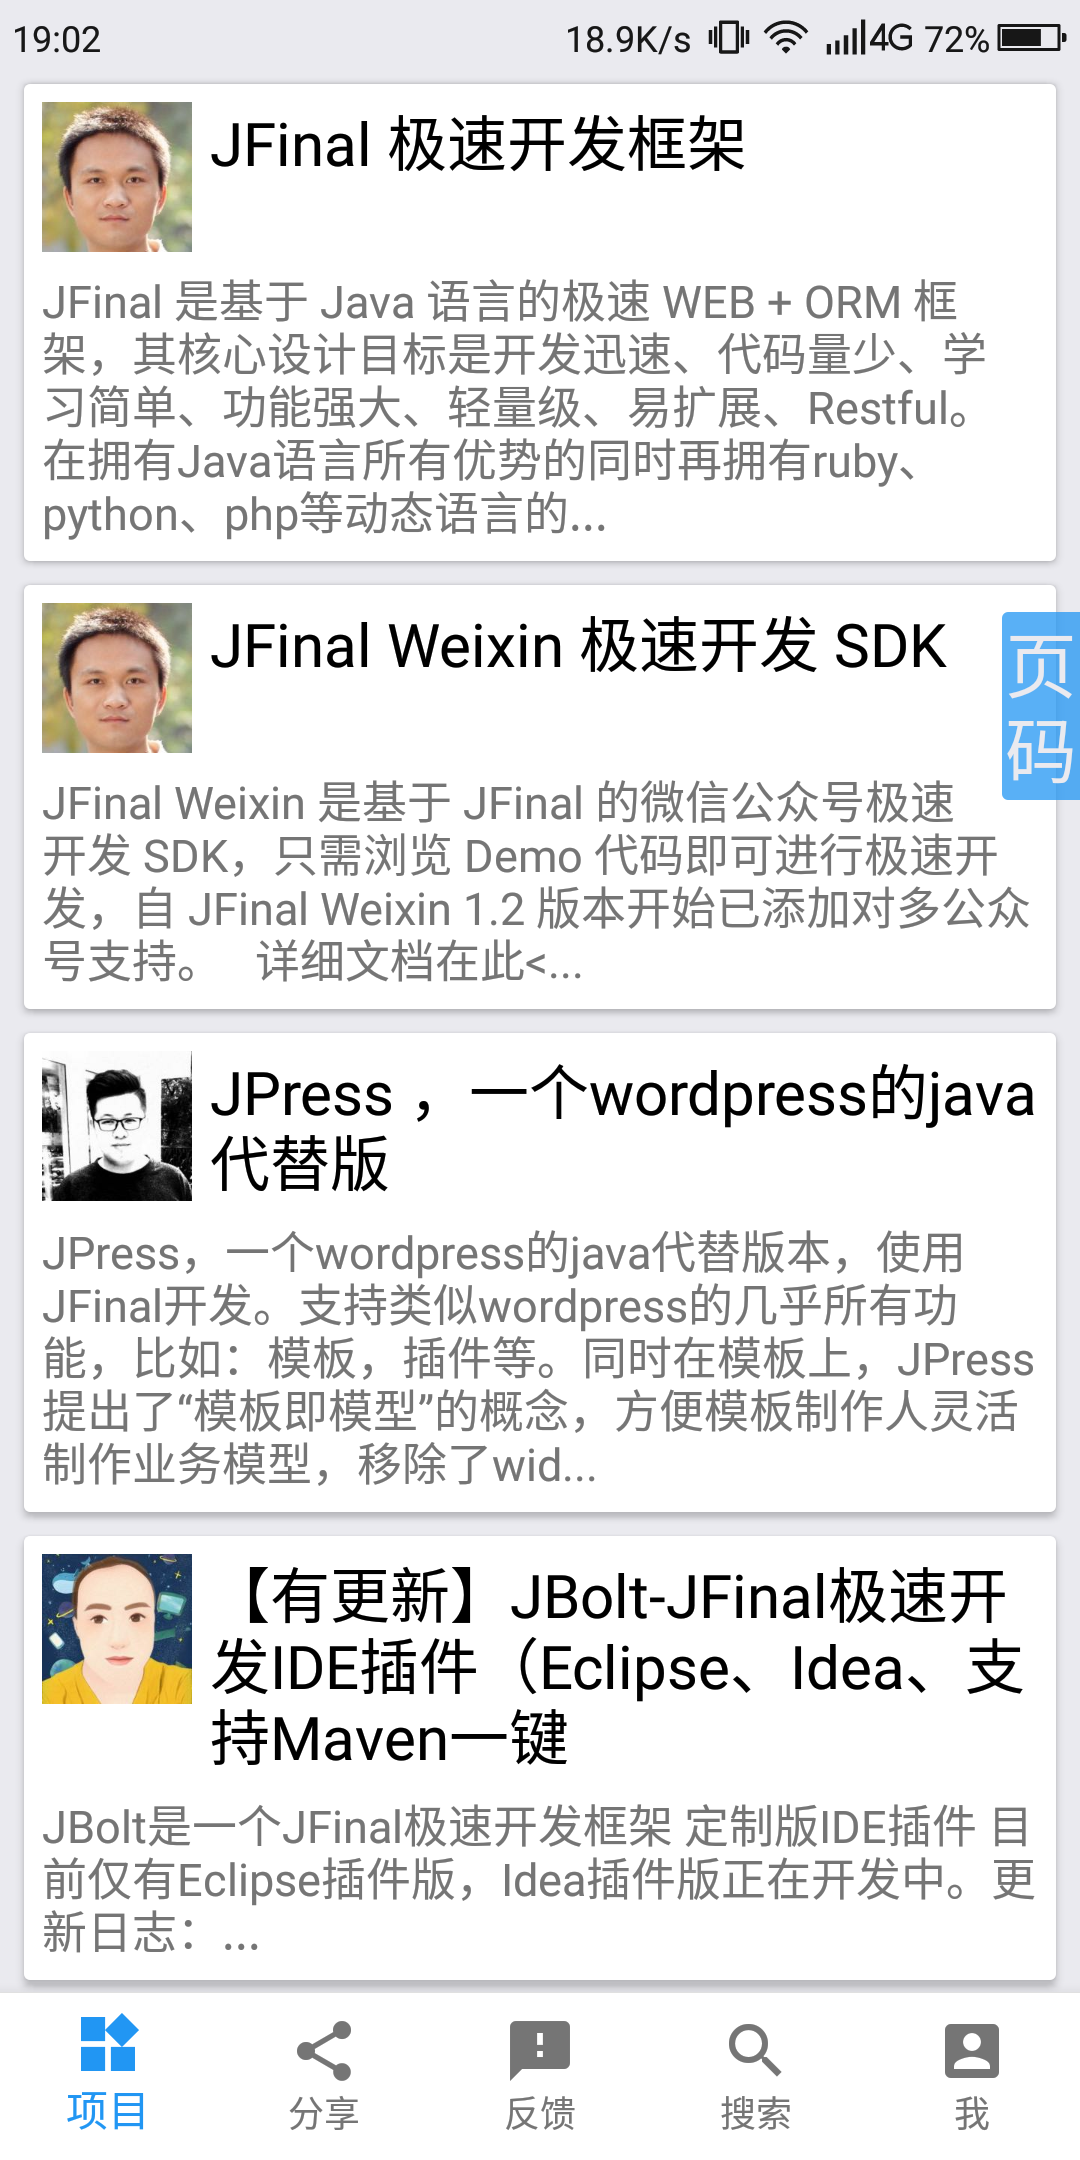 19:02 18.9K/s 4G 72%
JFinal 极速开发框架
JFinal 是基于 Java 语言的极速 WEB + ORM 框
架，其核心设计目标是开发迅速、代码量少、学
习简单、功能强大、轻量级、易扩展、Restful。
在拥有Java语言所有优势的同时再拥有ruby、
python、php等动态语言的...
JFinal Weixin 极速开发 SDK
页
码
JFinal Weixin 是基于 JFinal 的微信公众号极速
开发 SDK，只需浏览 Demo 代码即可进行极速开
发，自 JFinal Weixin 1.2 版本开始已添加对多公众
号支持。 详细文档在此<...
JPress ，一个wordpress的java
代替版
JPress，一个wordpress的java代替版本，使用
JFinal开发。支持类似wordpress的几乎所有功
能，比如：模板，插件等。同时在模板上，JPress
提出了“模板即模型”的概念，方便模板制作人灵活
制作业务模型，移除了wid...
【有更新】JBolt-JFinal极速开
发IDE插件（Eclipse、Idea、支
持Maven一键
JBolt是一个JFinal极速开发框架 定制版IDE插件 目
前仅有Eclipse插件版，Idea插件版正在开发中。更
新日志：...
项目 分享 反馈 搜索 我